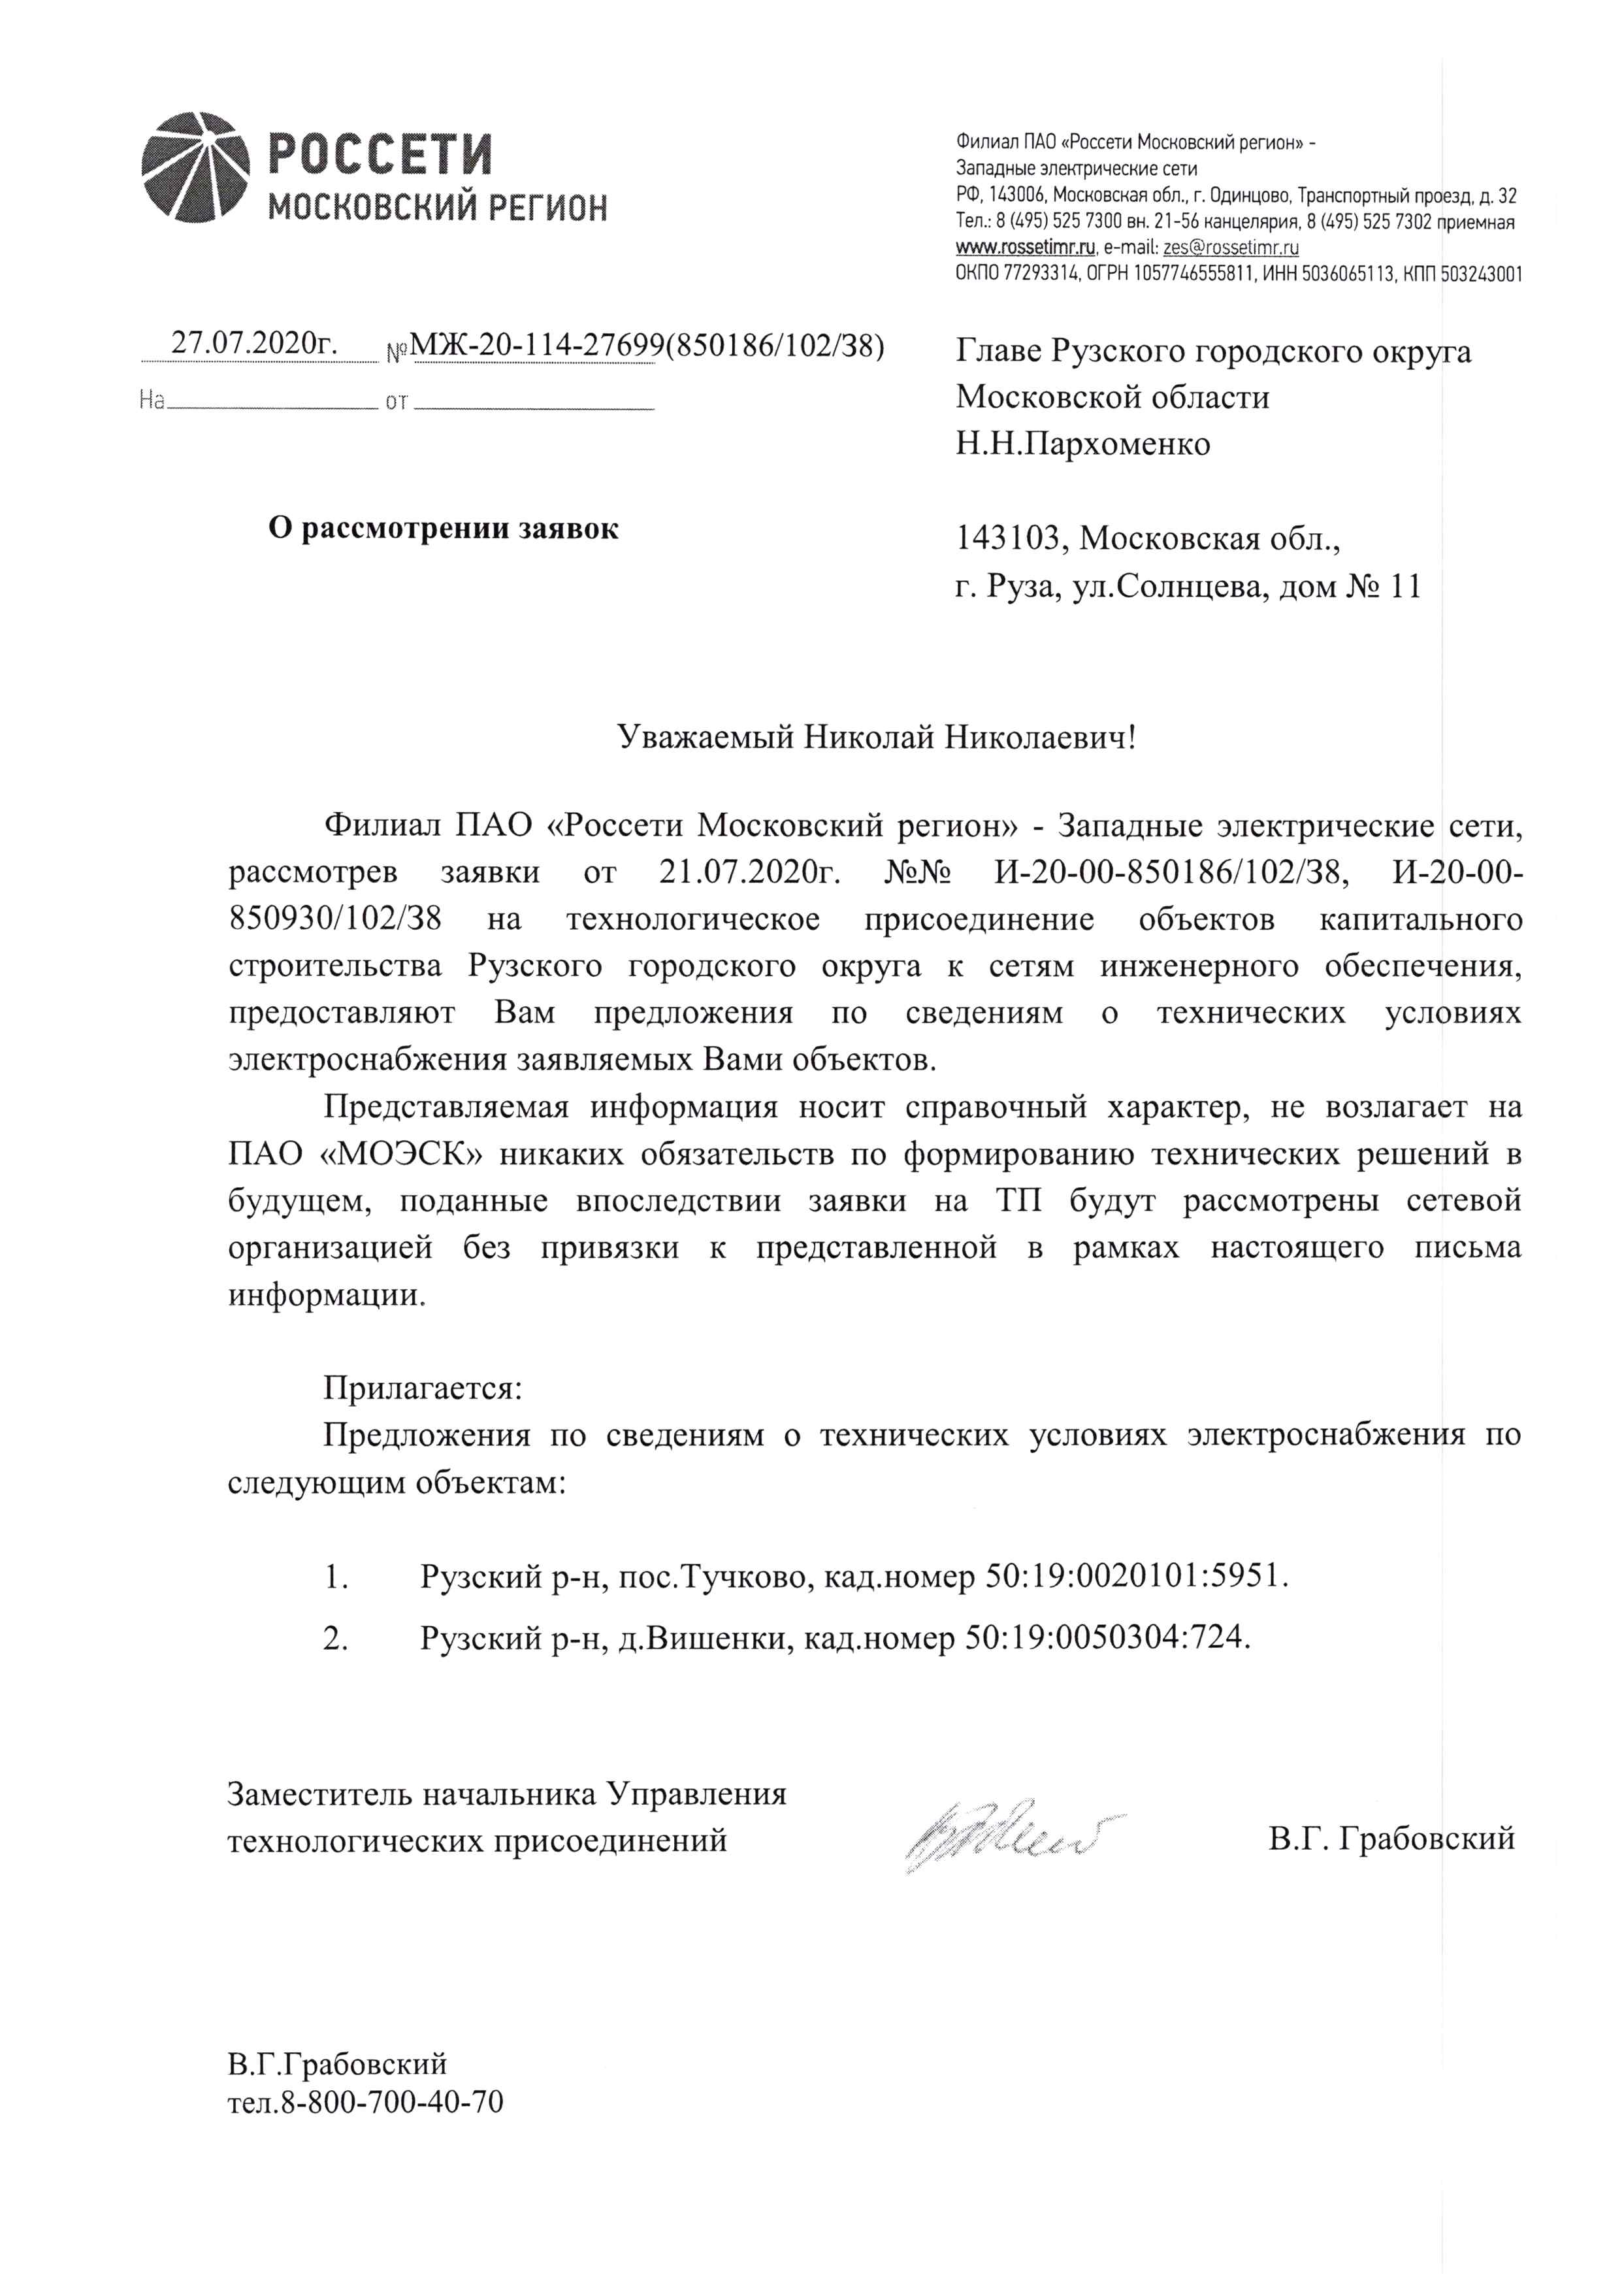 РОССЕТИ
МОСКОВСКИЙ РЕГИОН
Филиал ПАО «Россети Московский регион» -
Западные электрические сети
РФ, 143006, Московская обл., г. Одинцово, Транспортный проезд, д. 32
Тел.: 8 (495) 525 7300 вн. 21-56 канцелярия, 8 (495) 525 7302 приемная
www.rossetimr.ru, e-mail: zes@rossetimr.ru
ОКПО 77293314, ОГРН 1057746555811, ИНН 5036065113, КПП 503243001
27.07.2020г. №МЖ-20-114-27699(850186/102/38)
На от
Главе Рузского городского округа
Московской области
Н.Н.Пархоменко
О рассмотрении заявок
143103, Московская обл.,
г. Руза, ул.Солнцева, дом № 11
Уважаемый Николай Николаевич!
Филиал ПАО «Россети Московский регион» - Западные электрические сети,
рассмотрев заявки от 21.07.2020г. №№ И-20-00-850186/102/38, И-20-00-
850930/102/38 на технологическое присоединение объектов капитального
строительства Рузского городского округа к сетям инженерного обеспечения,
предоставляют Вам предложения по сведениям о технических условиях
электроснабжения заявляемых Вами объектов.
Представляемая информация носит справочный характер, не возлагает на
ПАО «МОЭСК» никаких обязательств по формированию технических решений в
будущем, поданные впоследствии заявки на ТП будут рассмотрены сетевой
организацией без привязки к представленной в рамках настоящего письма
информации.
Прилагается:
Предложения по сведениям о технических условиях электроснабжения по
следующим объектам:
1. Рузский р-н, пос.Тучково, кад.номер 50:19:0020101:5951.
2. Рузский р-н, д.Вишенки, кад.номер 50:19:0050304:724.
Заместитель начальника Управления
технологических присоединений В.Г. Грабовский
В.Г.Грабовский
тел.8-800-700-40-70